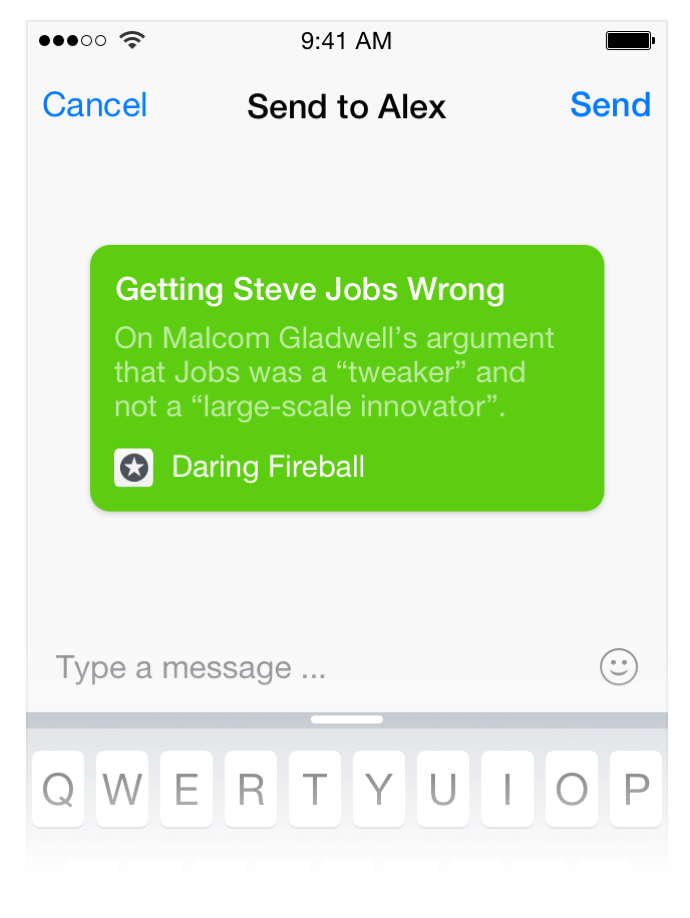 9:41 AM
Cancel Send to Alex Send
Getting Steve Jobs Wrong
On Malcom Gladwell’s argument
that Jobs was a “tweaker” and
not a “large-scale innovator”.
Daring Fireball
Type a message ...
Q W E R T Y U I O P